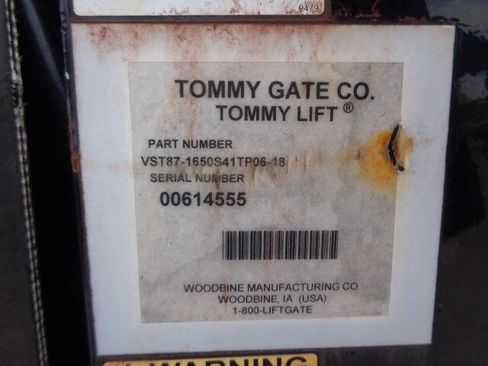 0479
TOMMY GATE CO.
TOMMY LIFT ®
PART NUMBER
VST87-1650S41TP06-18
SERIAL NUMBER
00614555
WOODBINE MANUFACTURING CO.
WOODBINE, IA (USA)
1-800-LIFTGATE
WARNING